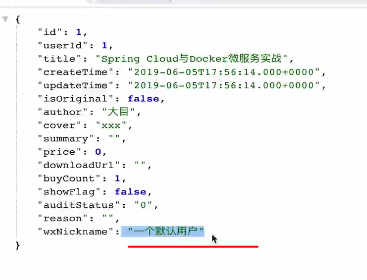 {
"id": 1,
"userId": 1,
"title": "Spring Cloud与Docker微服务实战",
"createTime": "2019-06-05T17:56:14.000+0000",
"updateTime": "2019-06-05T17:56:14.000+0000",
"isOriginal": false,
"author": "大目",
"cover": "xxx",
"summary": "",
"price": 0,
"downloadUrl": "",
"buyCount": 1,
"showFlag": false,
"auditStatus": "0",
"reason": "",
"wxNickname": "一个默认用户"
}